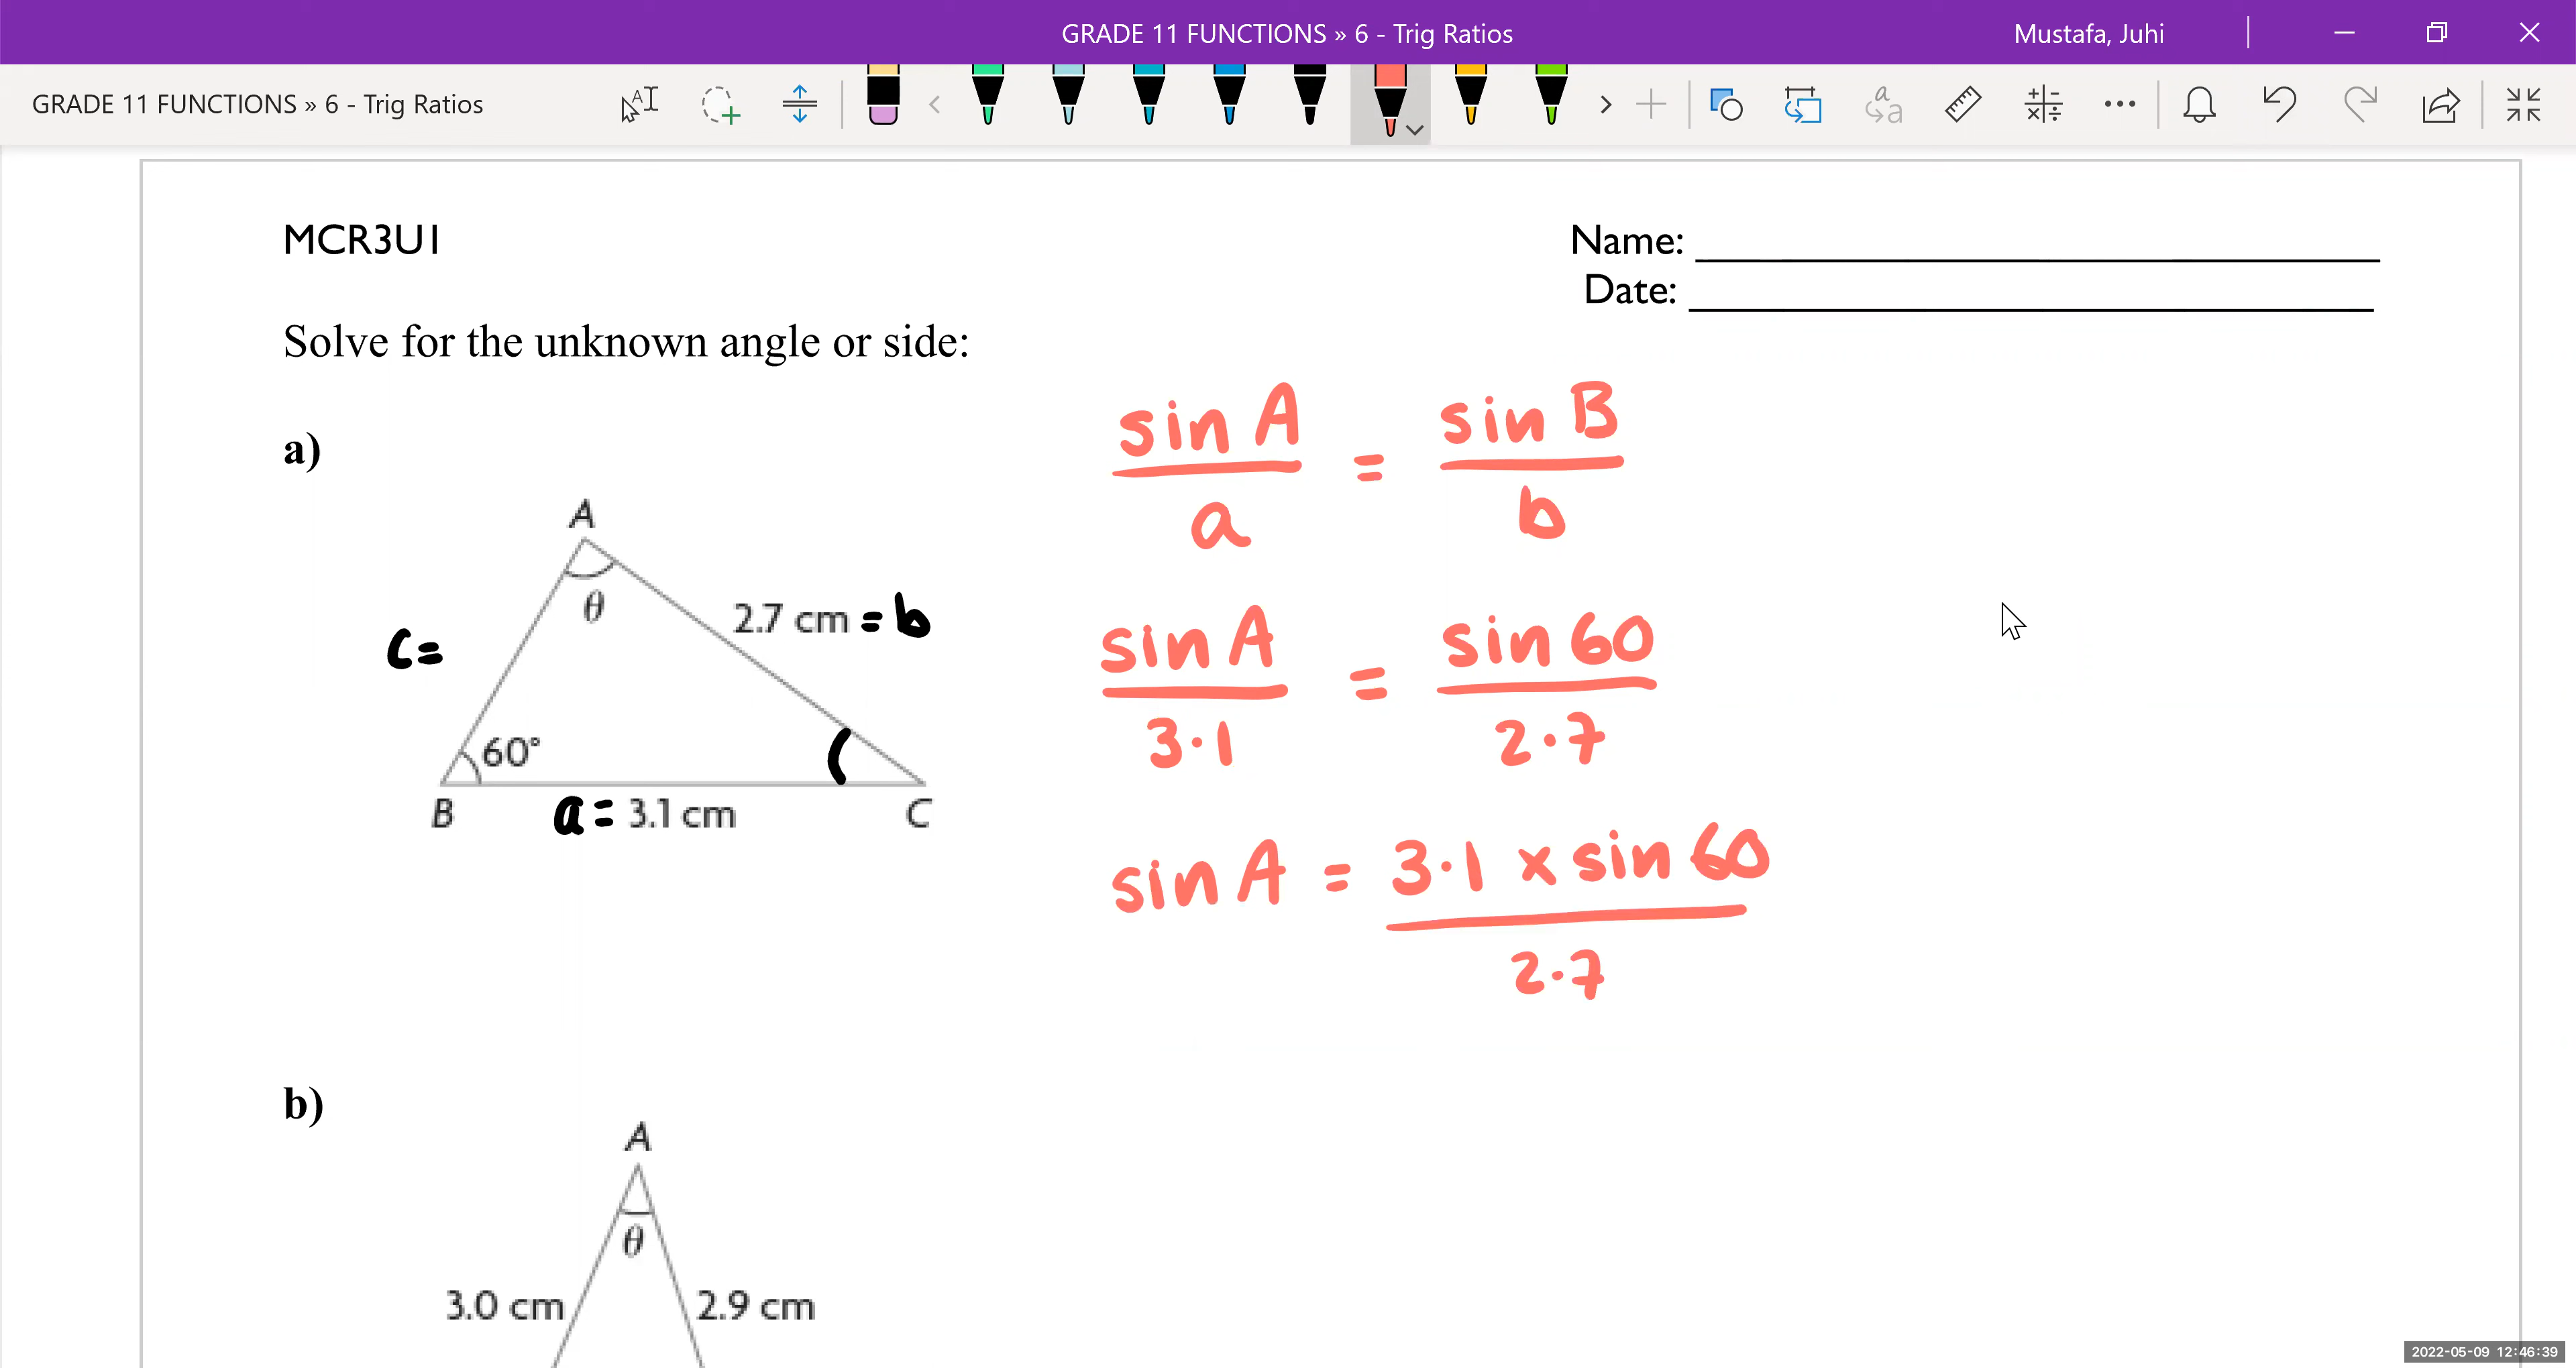 GRADE 11 FUNCTIONS » 6 - Trig Ratios
Mustafa, Juhi
GRADE 11 FUNCTIONS » 6 - Trig Ratios
MCR3U1
Name:
Date:
Solve for the unknown angle or side:
a)
A
θ
2.7 cm = b
c=
60°
B
a= 3.1 cm
C
sin A / a = sin B / b
sin A / 3.1 = sin 60 / 2.7
sin A = 3.1 x sin 60 / 2.7
b)
A
θ
3.0 cm
2.9 cm
2022-05-09 12:46:39